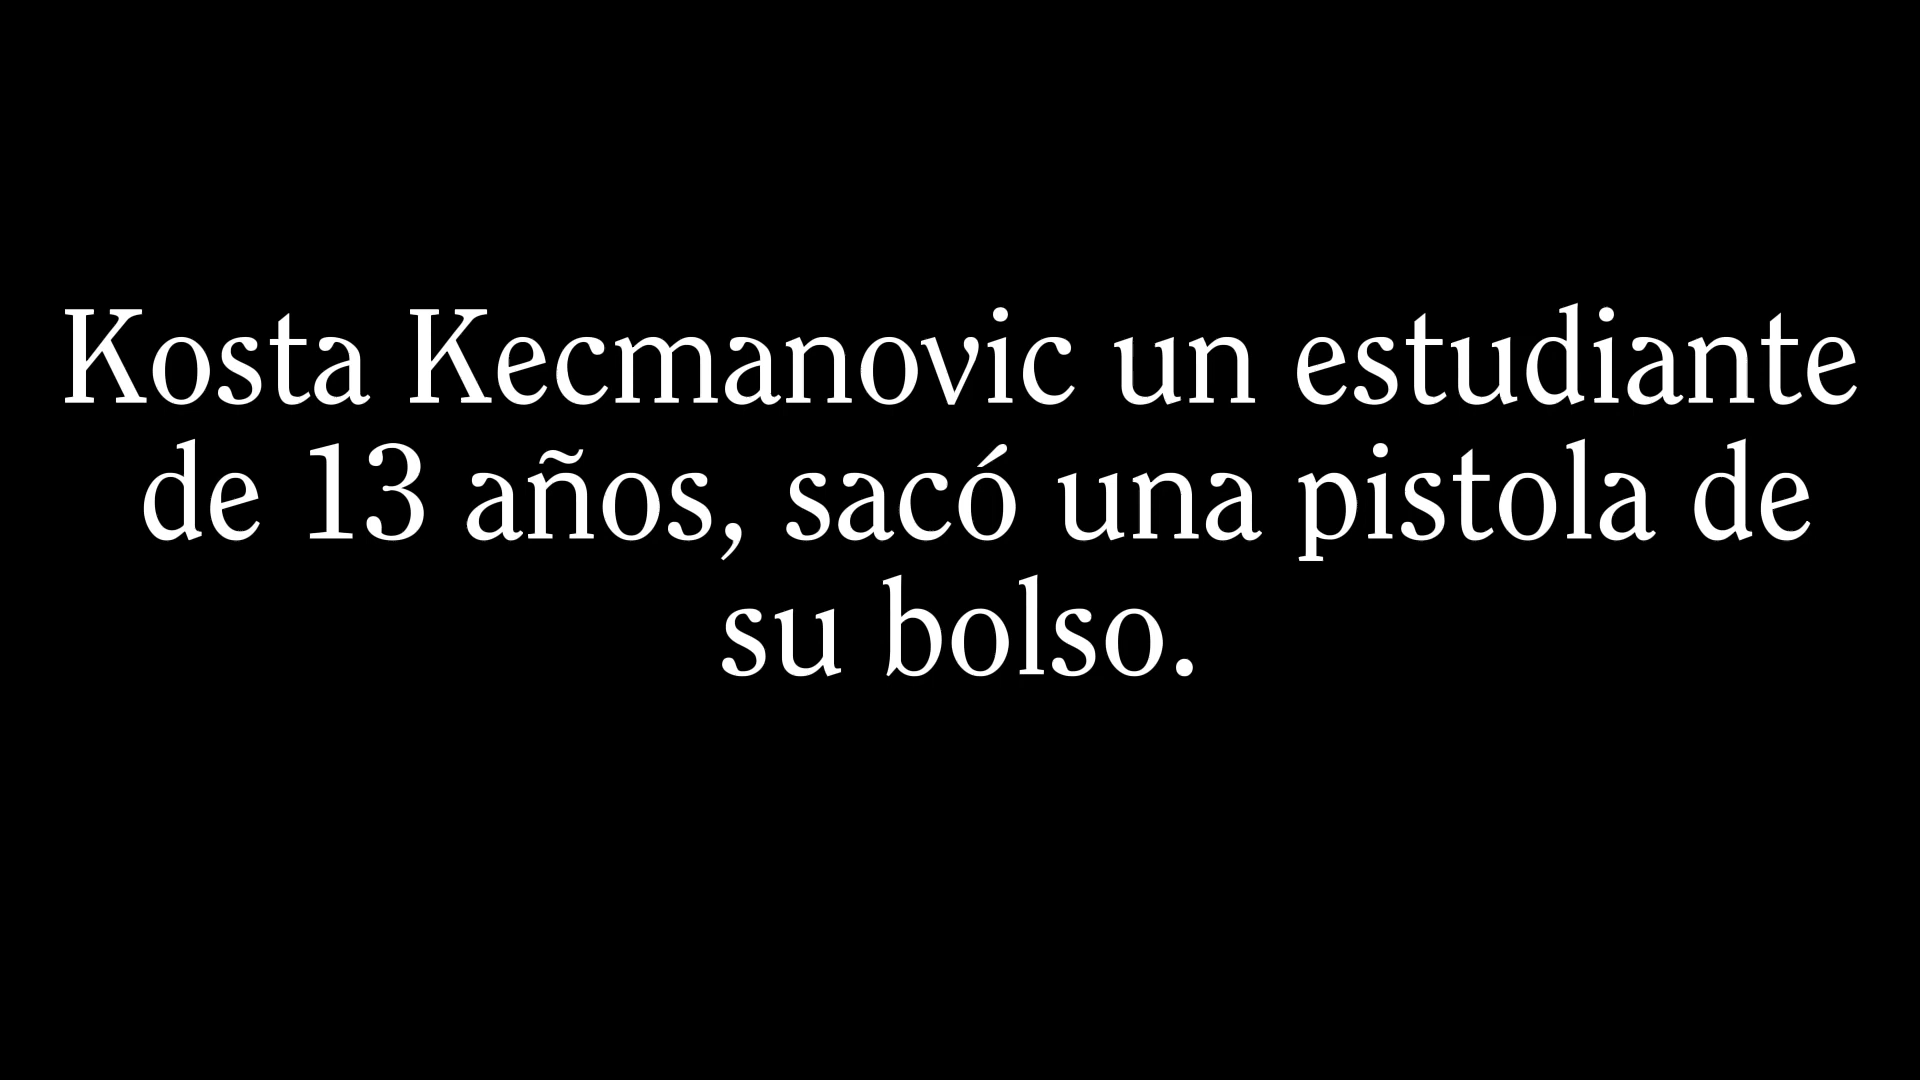 Kosta Kecmanovic un estudiante
de 13 años, sacó una pistola de
su bolso.